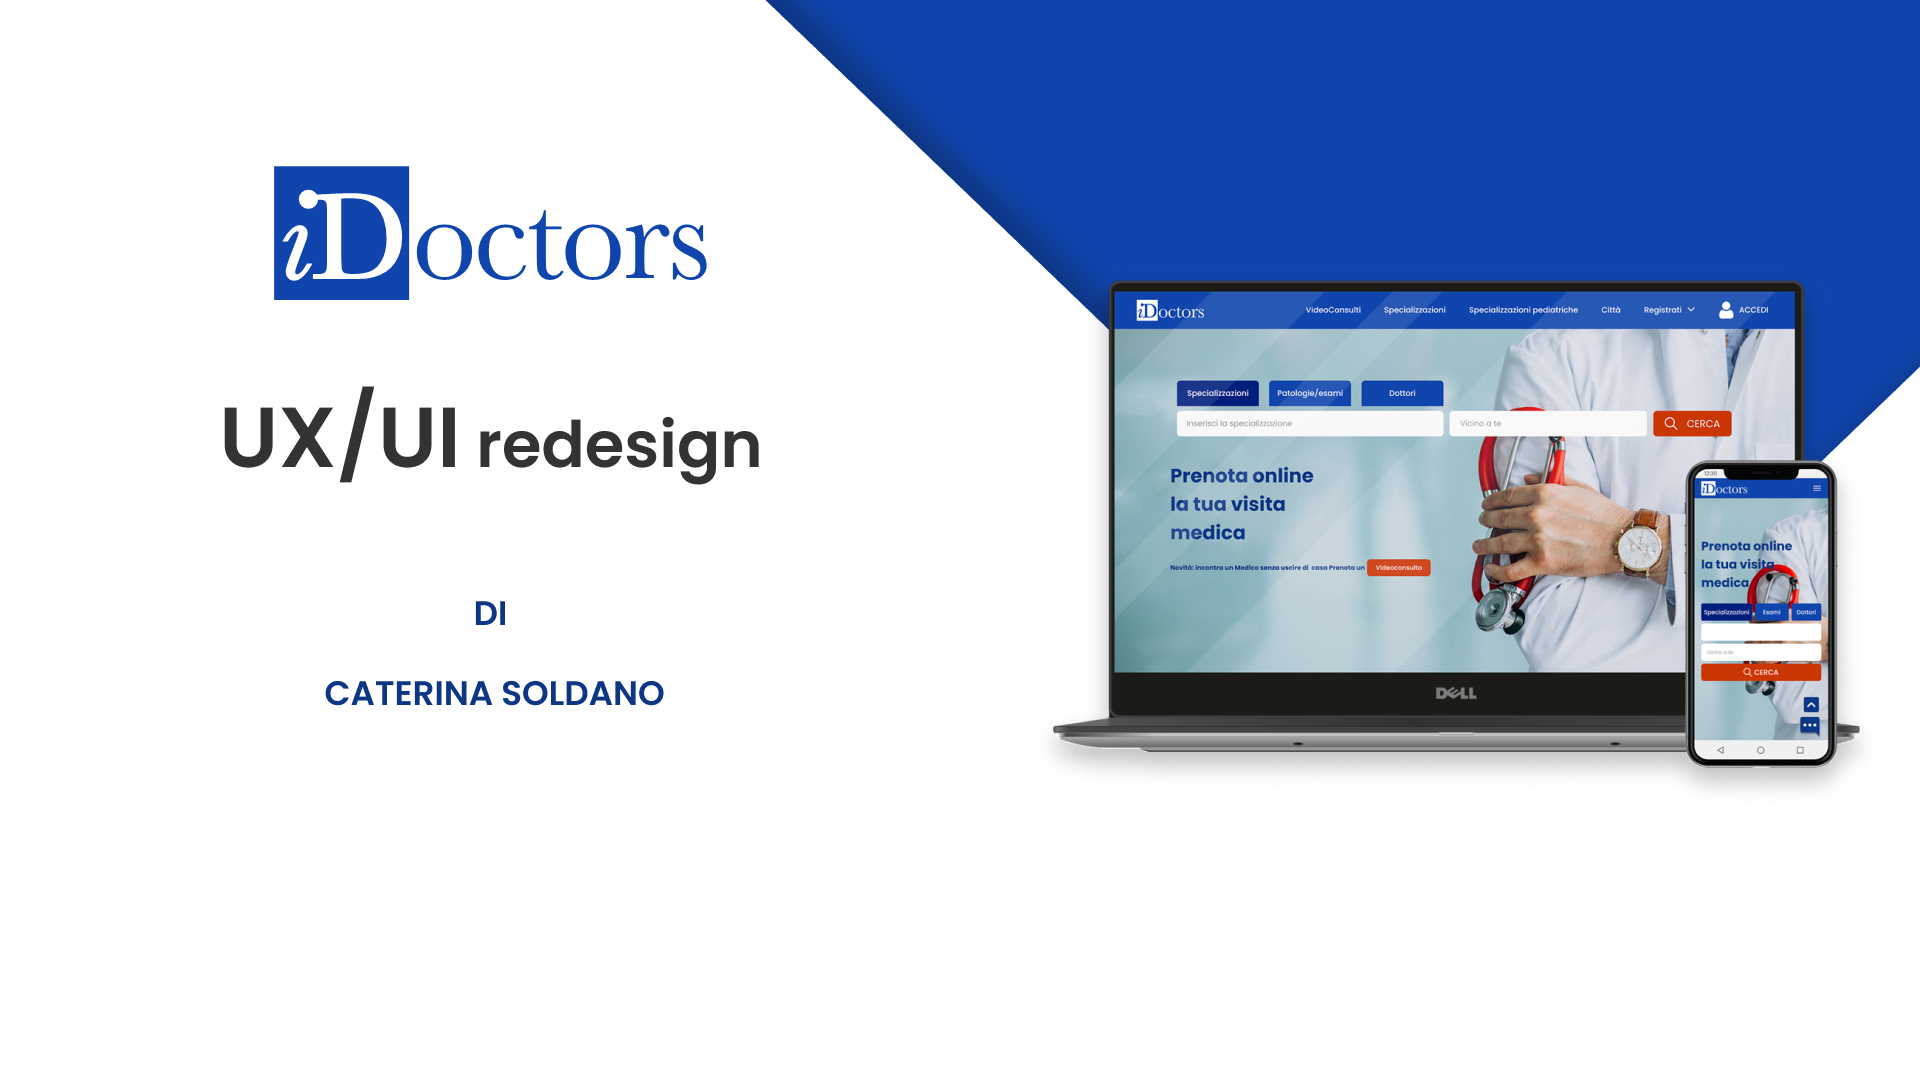 iDoctors
UX/UI redesign
DI
CATERINA SOLDANO
iDoctors
VideoConsulti Specializzazioni Specializzazioni pediatriche Città Registrati ACCEDI
Specializzazioni Patologie/esami Dottori
Inserisci la specializzazione Vicino a te CERCA
Prenota online
la tua visita
medica
Novità: incontra un Medico senza uscire di casa Prenota un Videoconsulto
DELL
12:30
iDoctors
Prenota online
la tua visita
medica
Specializzazioni Esami Dottori
Vicino a te
CERCA